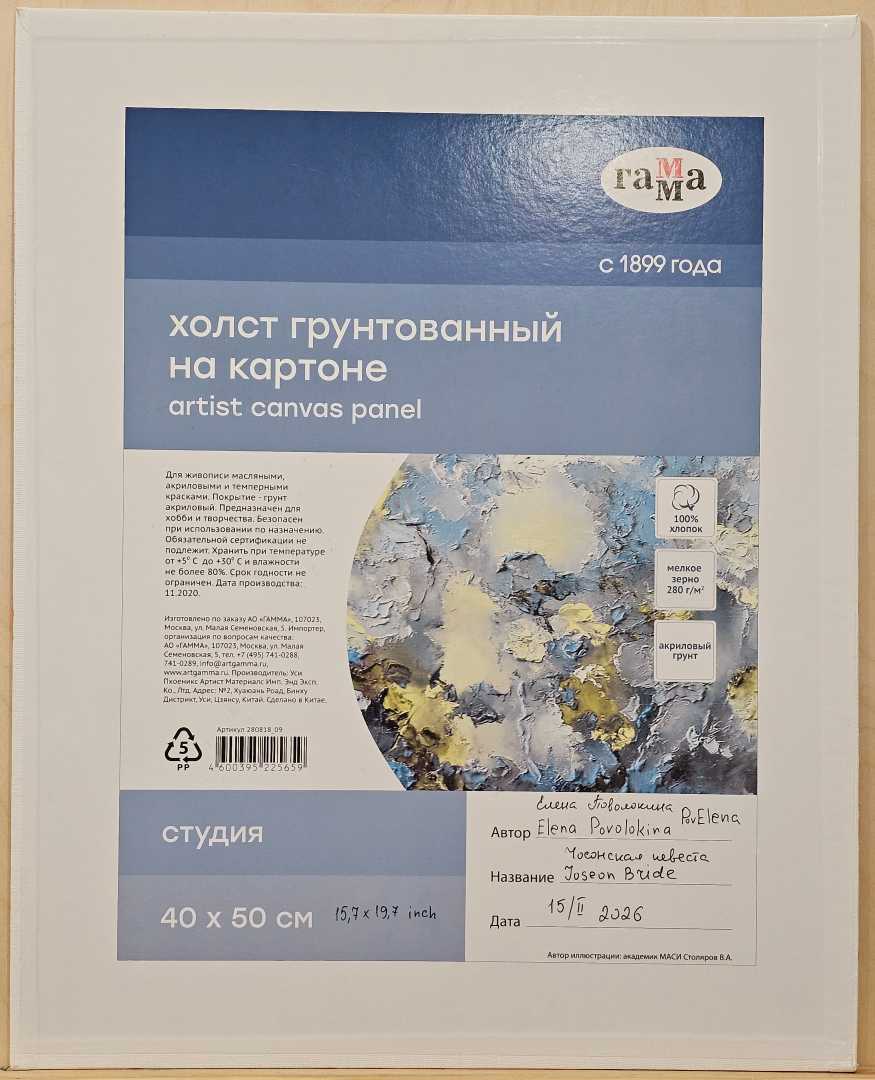 гаММа
с 1899 года
холст грунтованный
на картоне
artist canvas panel
Для живописи масляными,
акриловыми и темперными
красками. Покрытие - грунт
акриловый. Предназначен для
хобби и творчества. Безопасен
при использовании по назначению.
Обязательной сертификации не
подлежит. Хранить при температуре
от +5° С до +30° С и влажности
не более 80%. Срок годности не
ограничен. Дата производства:
11.2020.
100%
хлопок
мелкое
зерно
280 г/м²
акриловый
грунт
Изготовлено по заказу АО «ГАММА», 107023,
Москва, ул. Малая Семеновская, 5. Импортер,
организация по вопросам качества:
АО «ГАММА», 107023, Москва, ул. Малая
Семеновская, 5, тел. +7 (495) 741-0288,
741-0289, info@artgamma.ru,
www.artgamma.ru. Производитель: Уси
Пхоеникс Артист Материалс Имп. Энд Эксп.
Ко., Лтд. Адрес: №2, Хуаюань Роад, Бинху
Дистрикт, Уси, Цзянсу, Китай. Сделано в Китае.
Артикул 280818_09
5
PP
4 600395 225659
студия
40 x 50 см 15,7 x 19,7 inch
Елена Поволокина
Автор Elena Povolokina PovElena
Чосонская невеста
Название Joseon Bride
Дата 15/II 2026
Автор иллюстрации: академик МАСИ Столяров В.А.